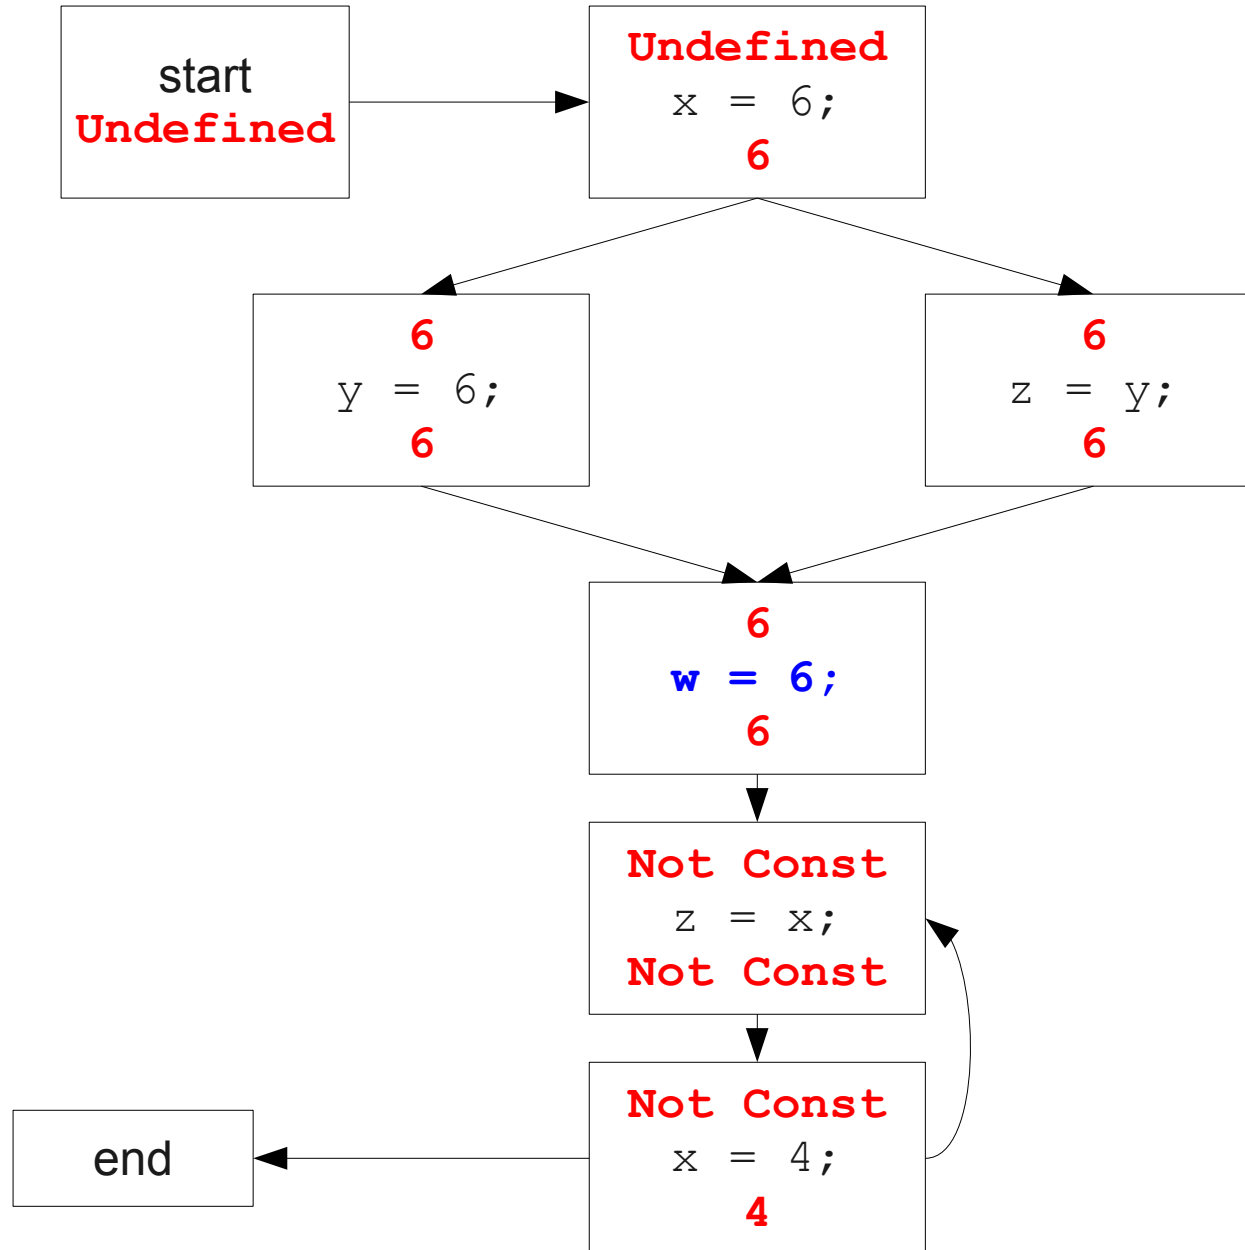 start
Undefined
Undefined
x = 6;
6
6
y = 6;
6
6
z = y;
6
6
w = 6;
6
Not Const
z = x;
Not Const
Not Const
x = 4;
4
end